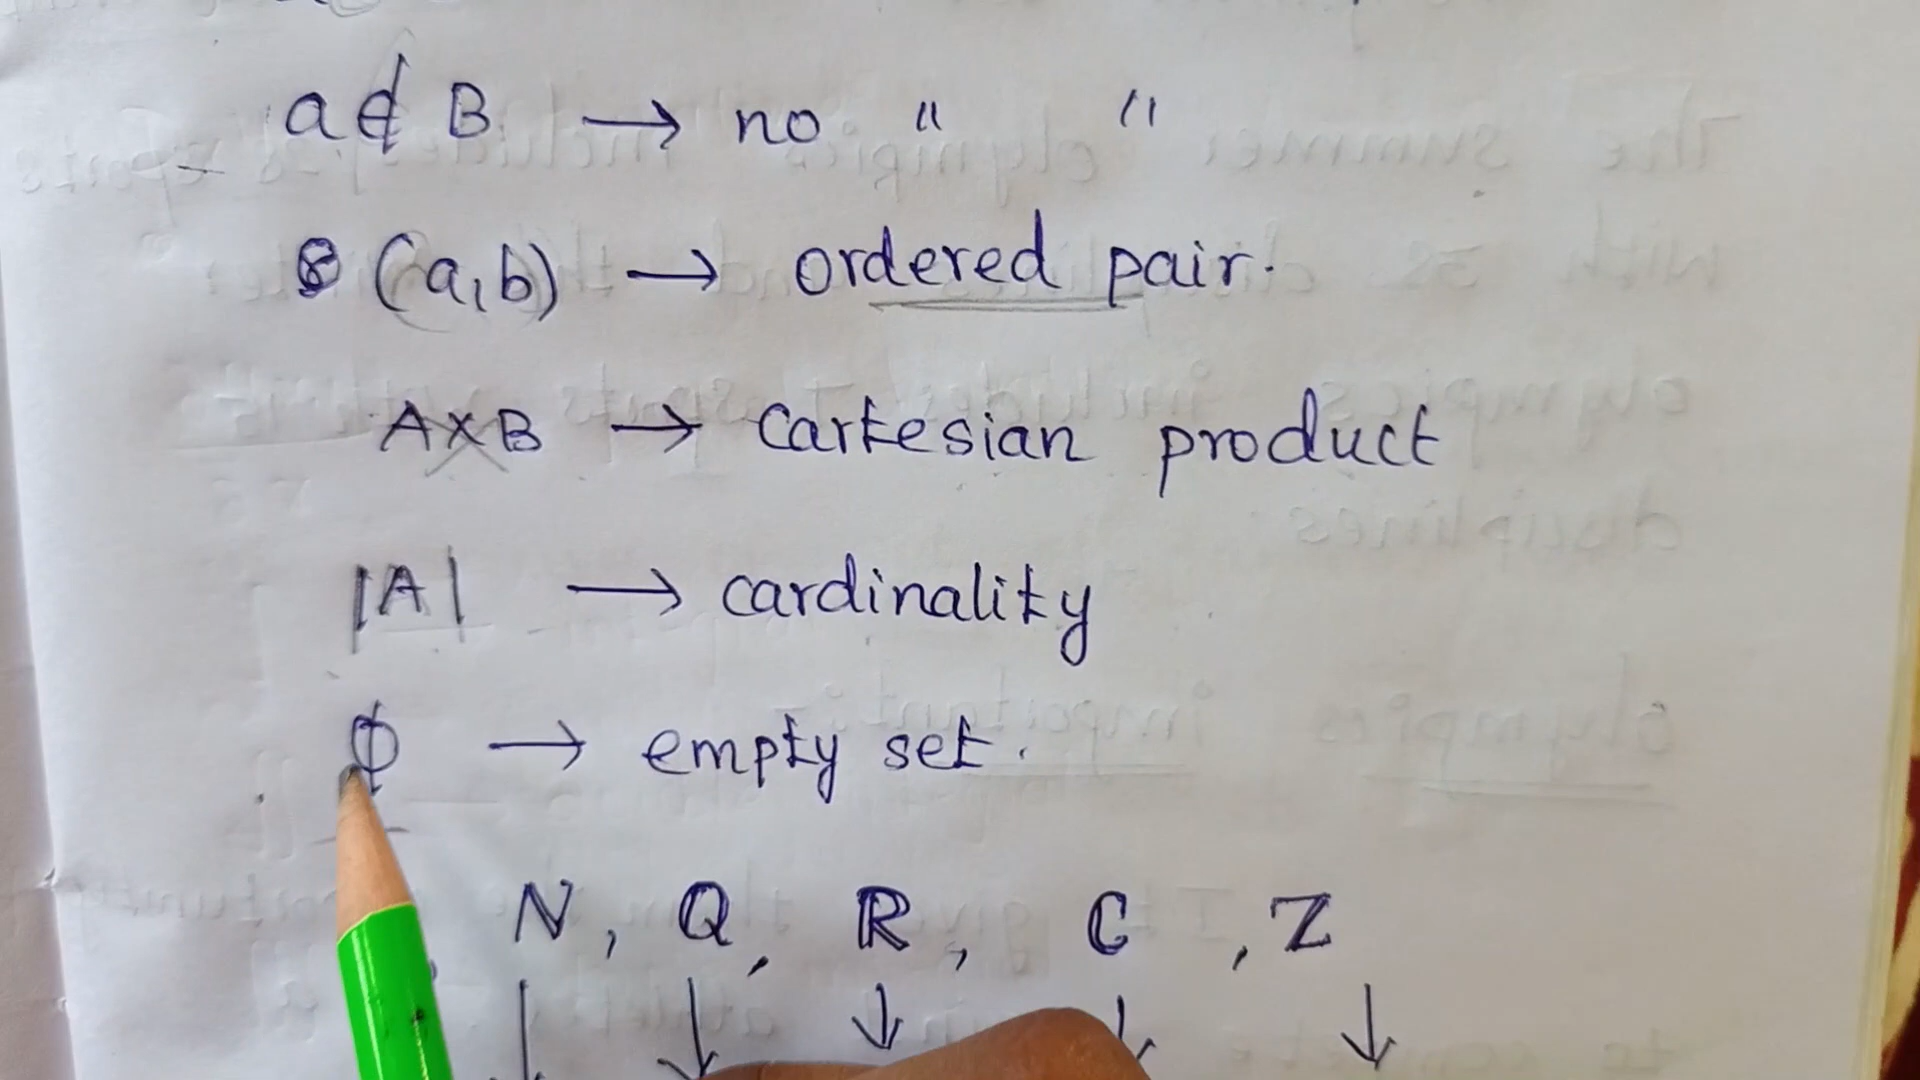 a ∉ B → no " "
(a,b) → ordered pair.
A×B → Cartesian product
|A| → cardinality
ϕ → empty set.
N, Q, R, C, Z
↓ ↓ ↓ ↓ ↓